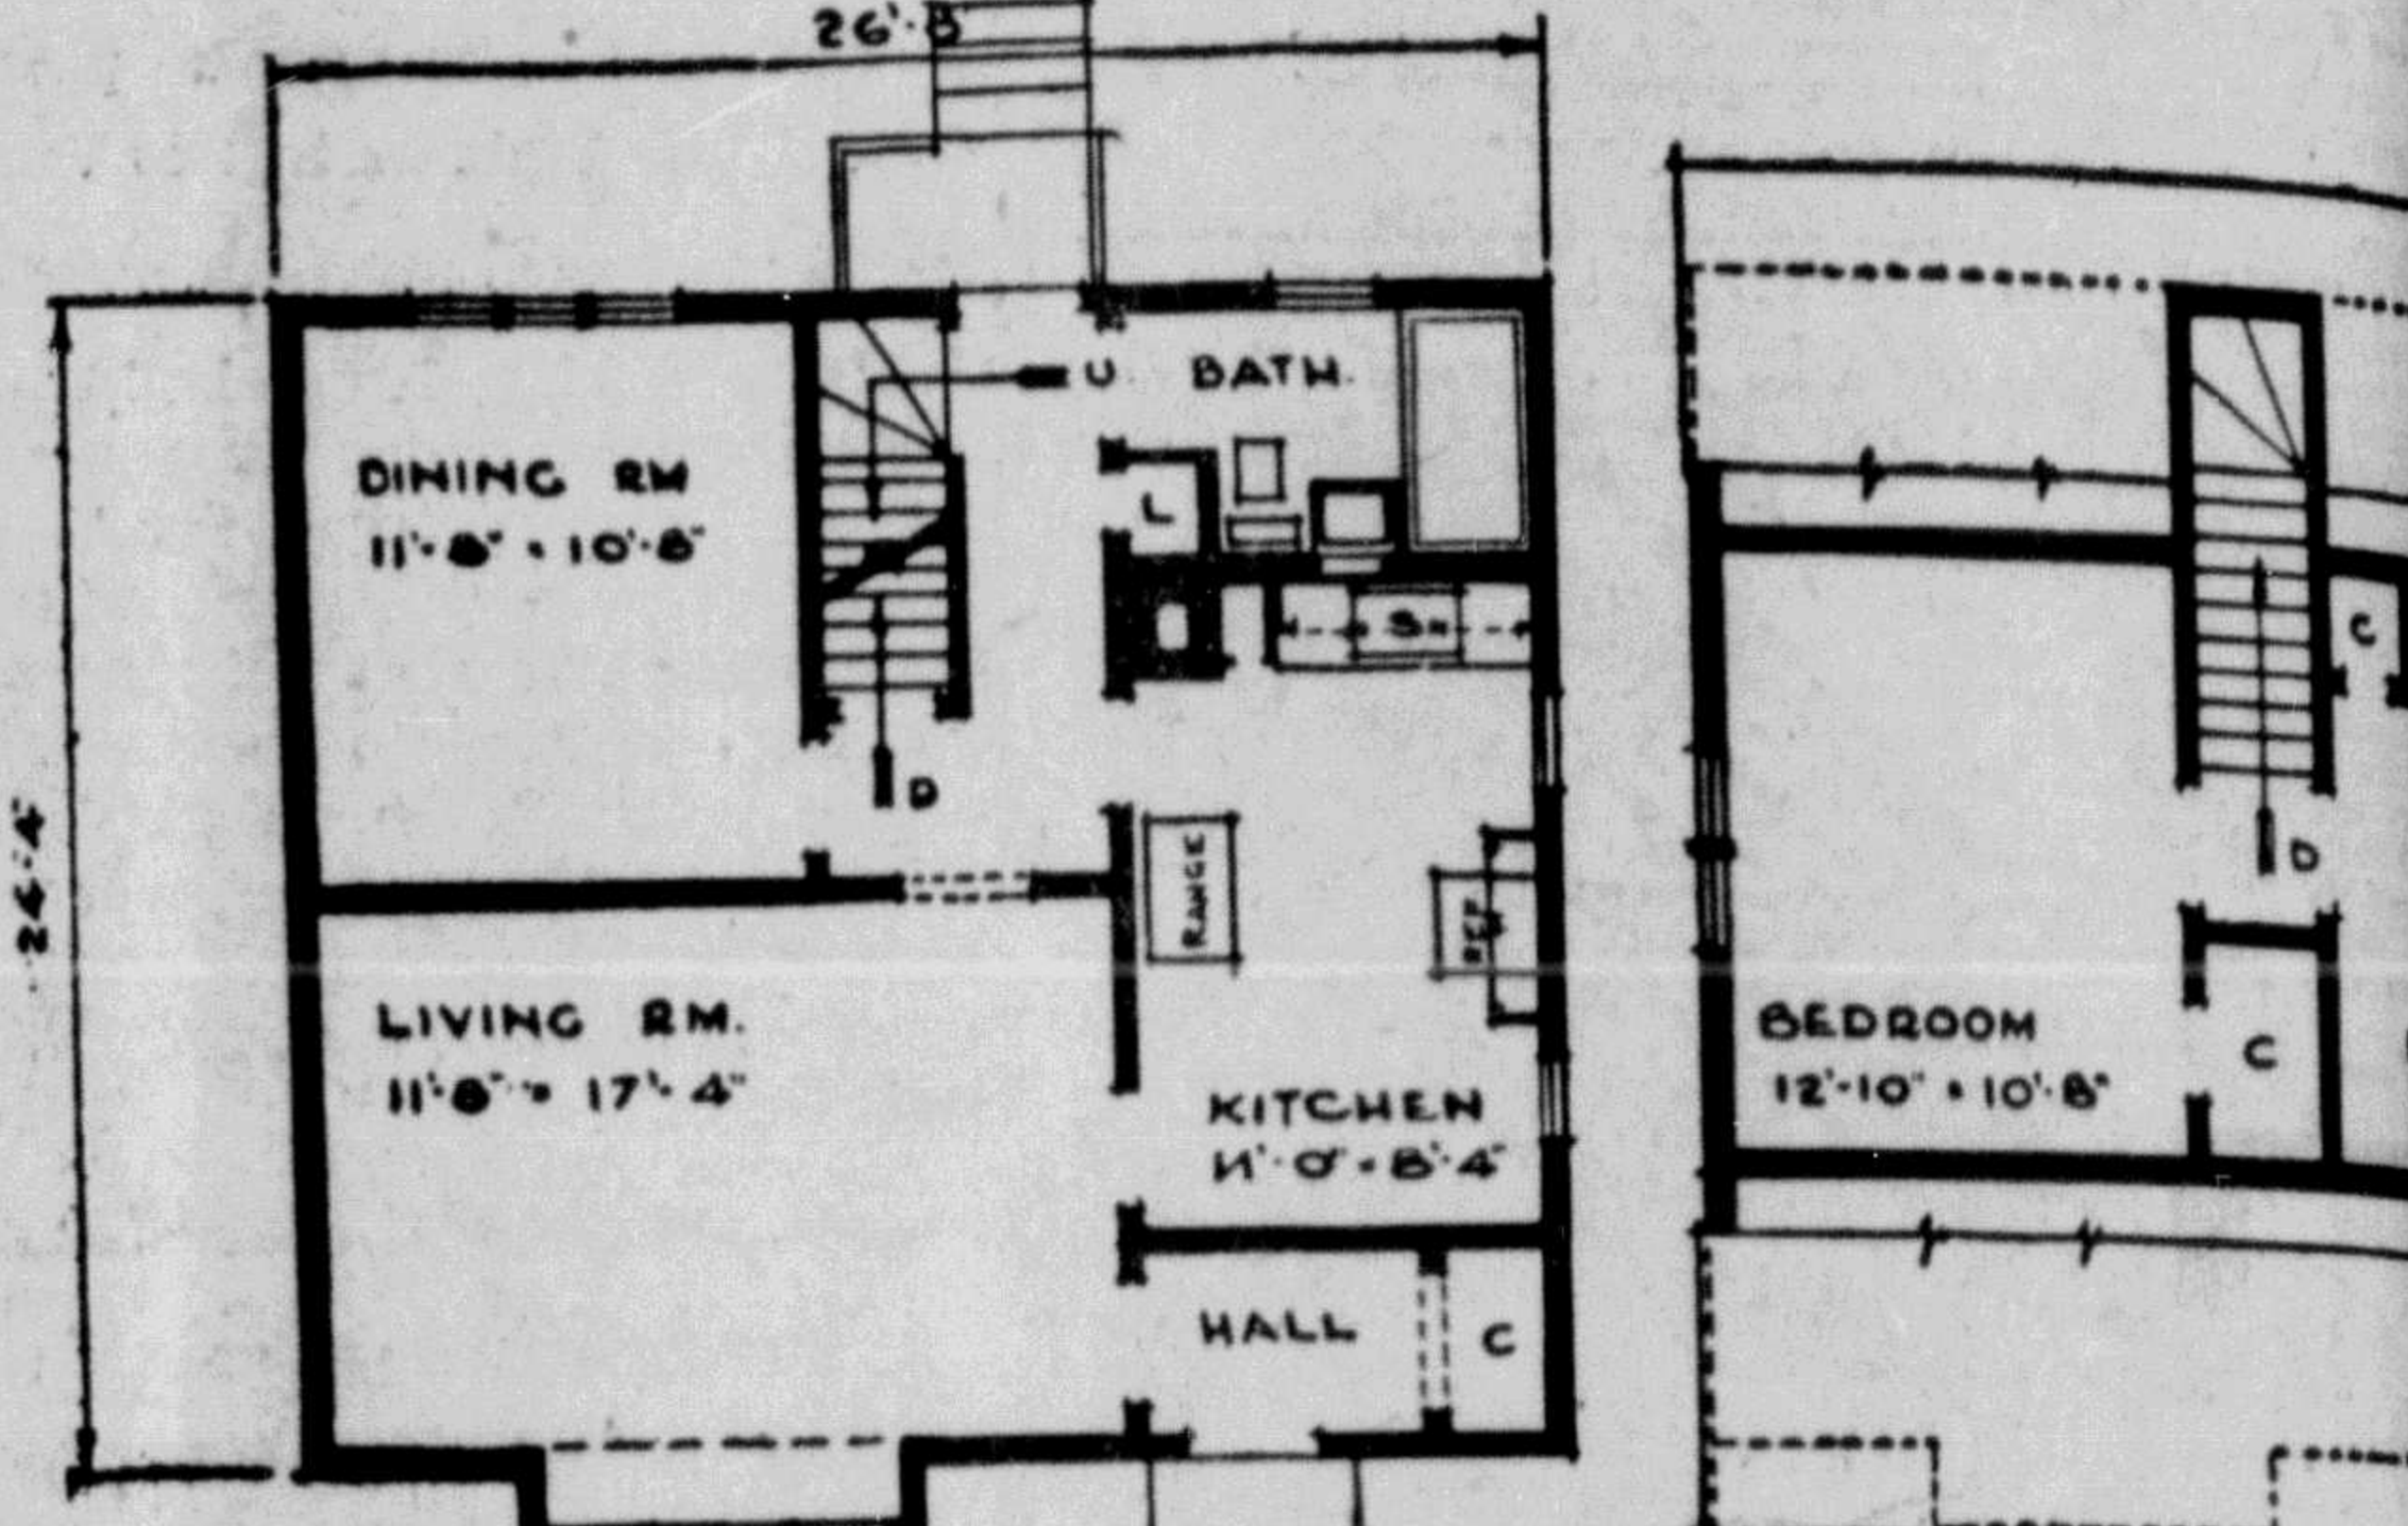 26'-8"
U. BATH.
DINING RM
11'-8" × 10'-8"
L
S
C
D
D
24'-4"
RANGE
REF
LIVING RM.
11'-8" × 17'-4"
BEDROOM
12'-10" × 10'-8"
C
KITCHEN
11'-0" × 8'-4"
HALL
C